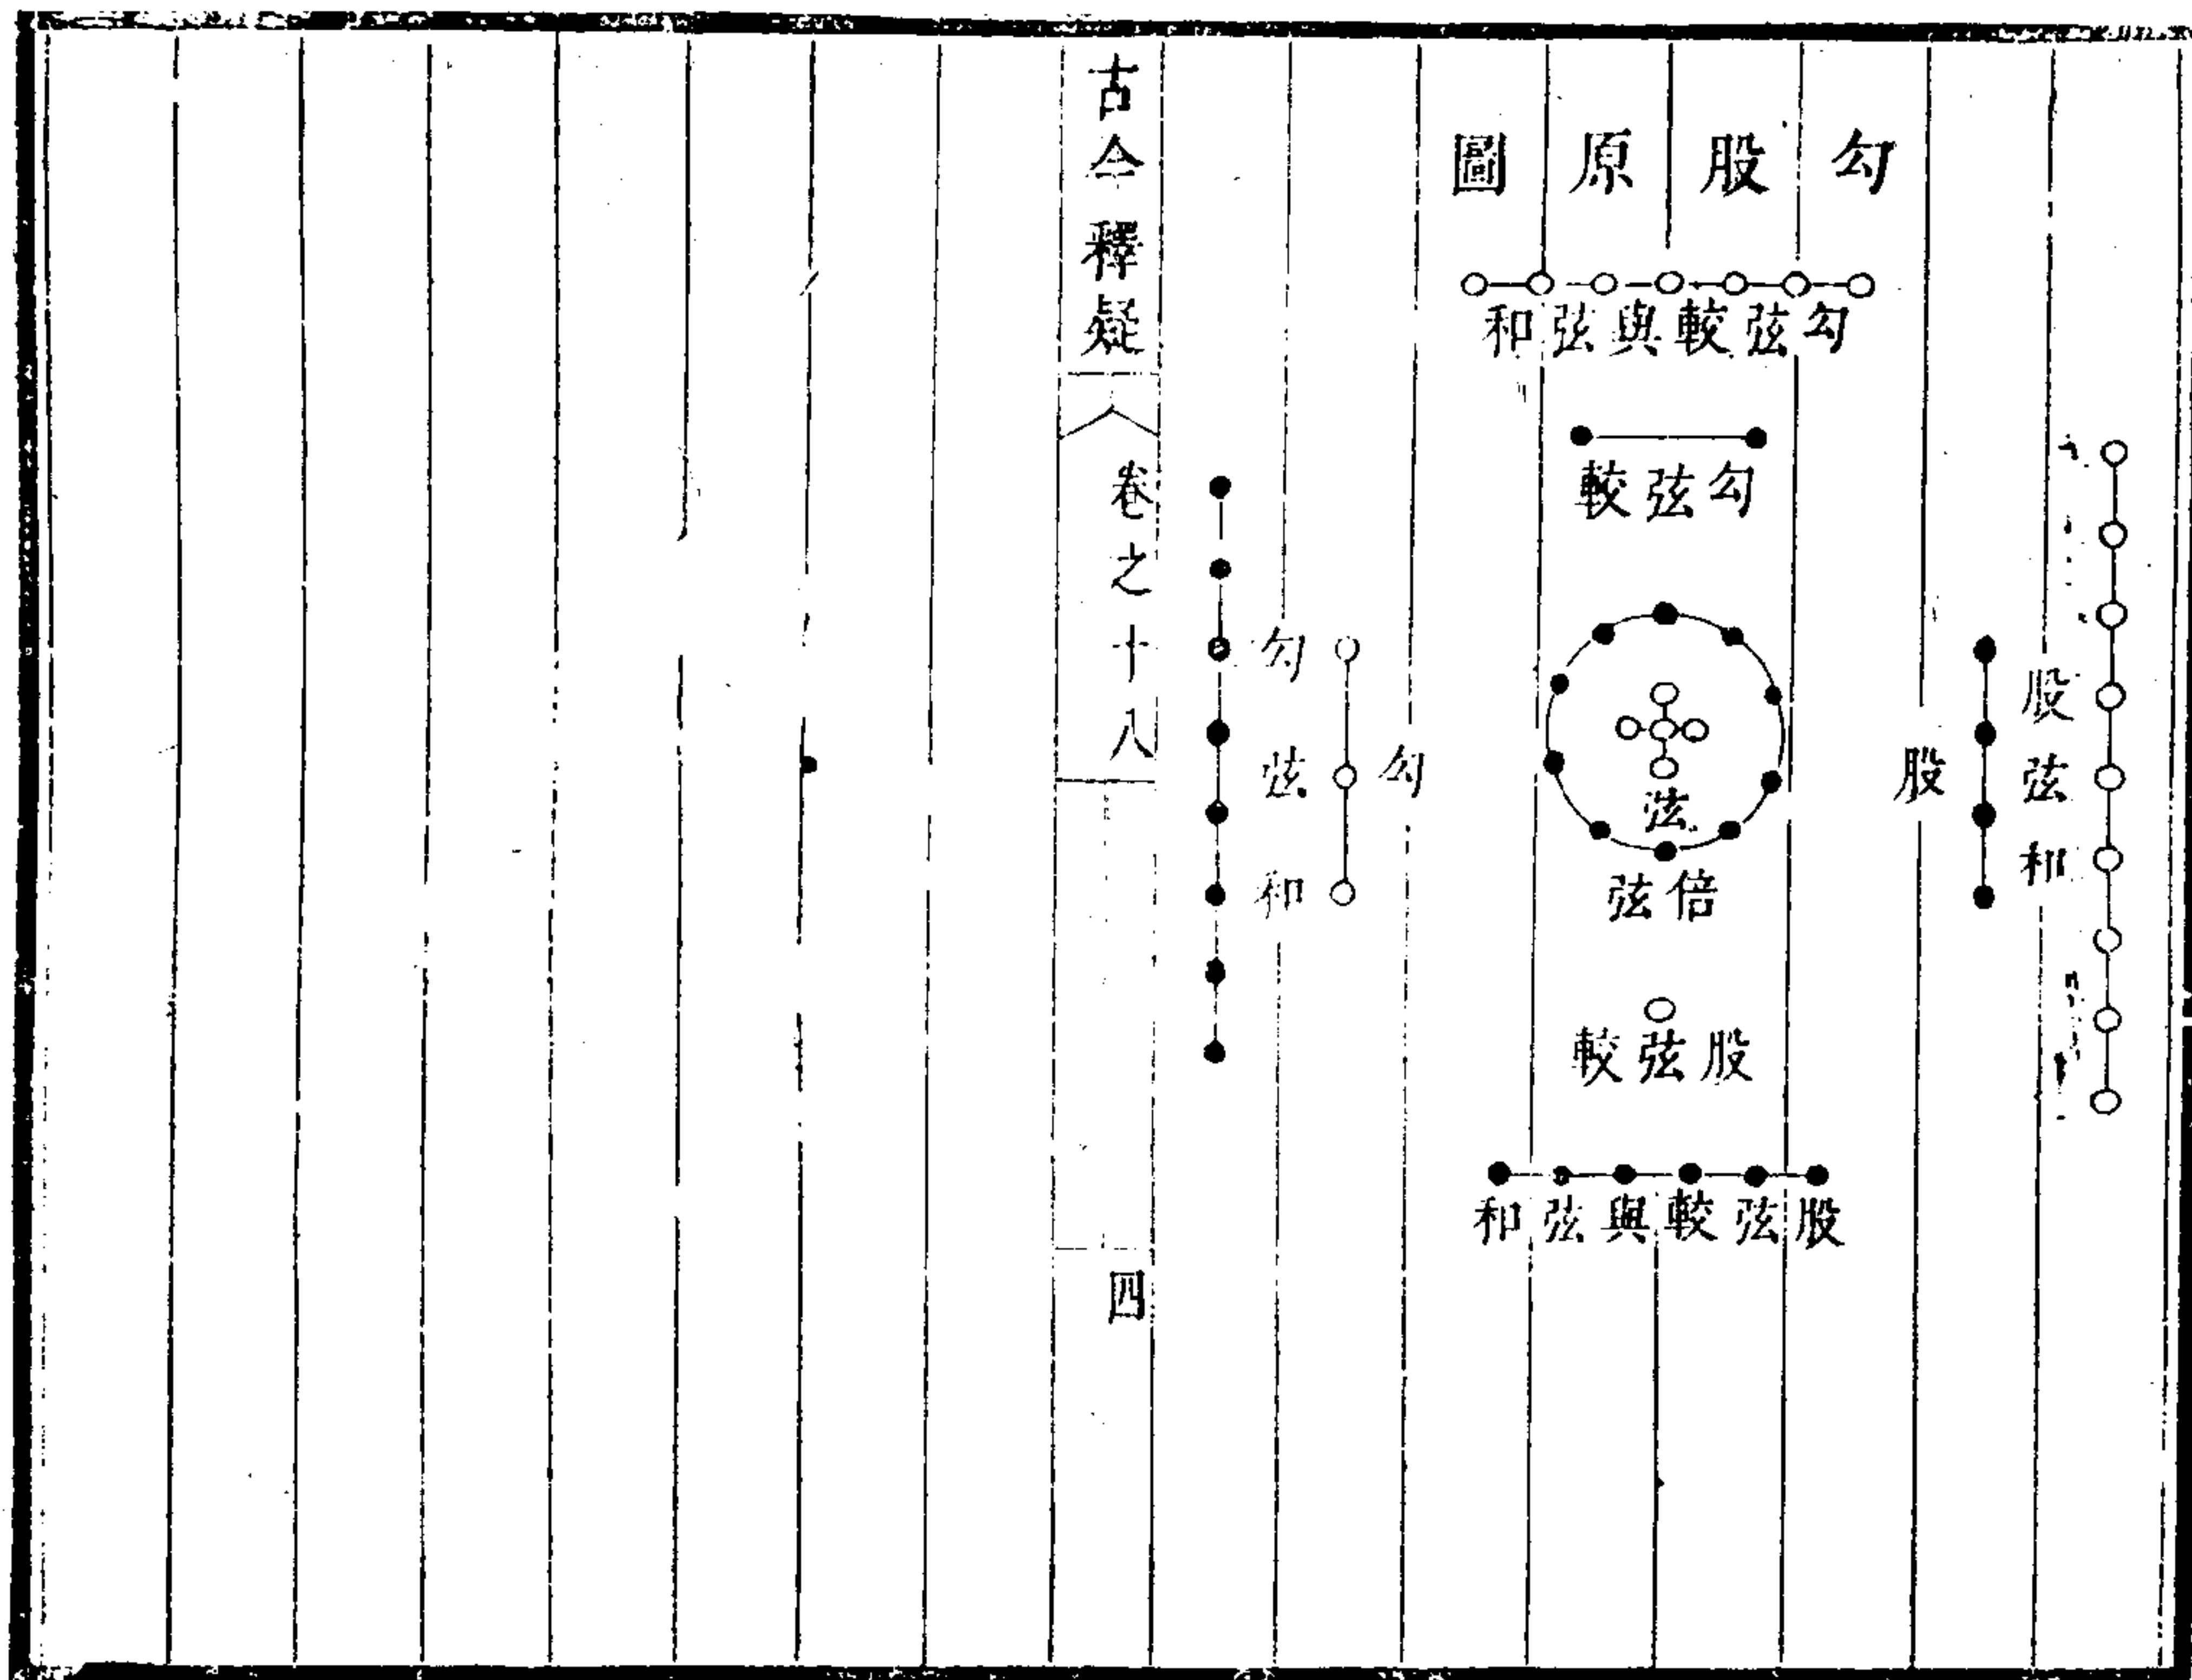 勾股原圖
勾弦較與弦和
勾弦較
弦
倍弦
股弦較
股弦較與弦和
股弦和
股
勾
勾弦和
古今釋疑
卷之十八
四